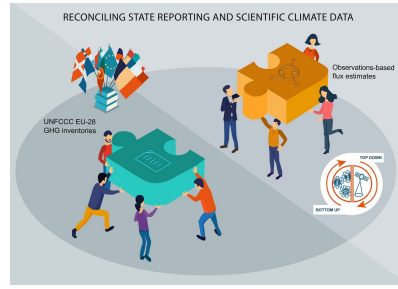 RECONCILING STATE REPORTING AND SCIENTIFIC CLIMATE DATA
Observations-based
flux estimates
UNFCCC EU-28
GHG inventories
TOP DOWN
BOTTOM UP